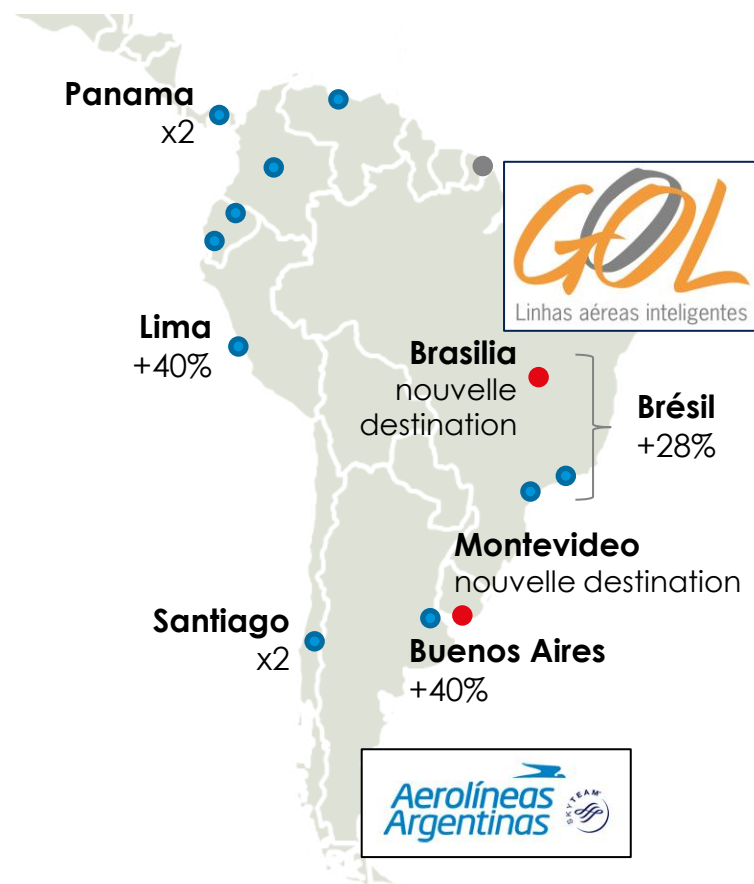 Panama
x2
GOL
Linhas aéreas inteligentes
Lima
+40%
Brasilia
nouvelle
destination
Brésil
+28%
Montevideo
nouvelle destination
Santiago
x2
Buenos Aires
+40%
Aerolíneas
Argentinas
SKYTEAM